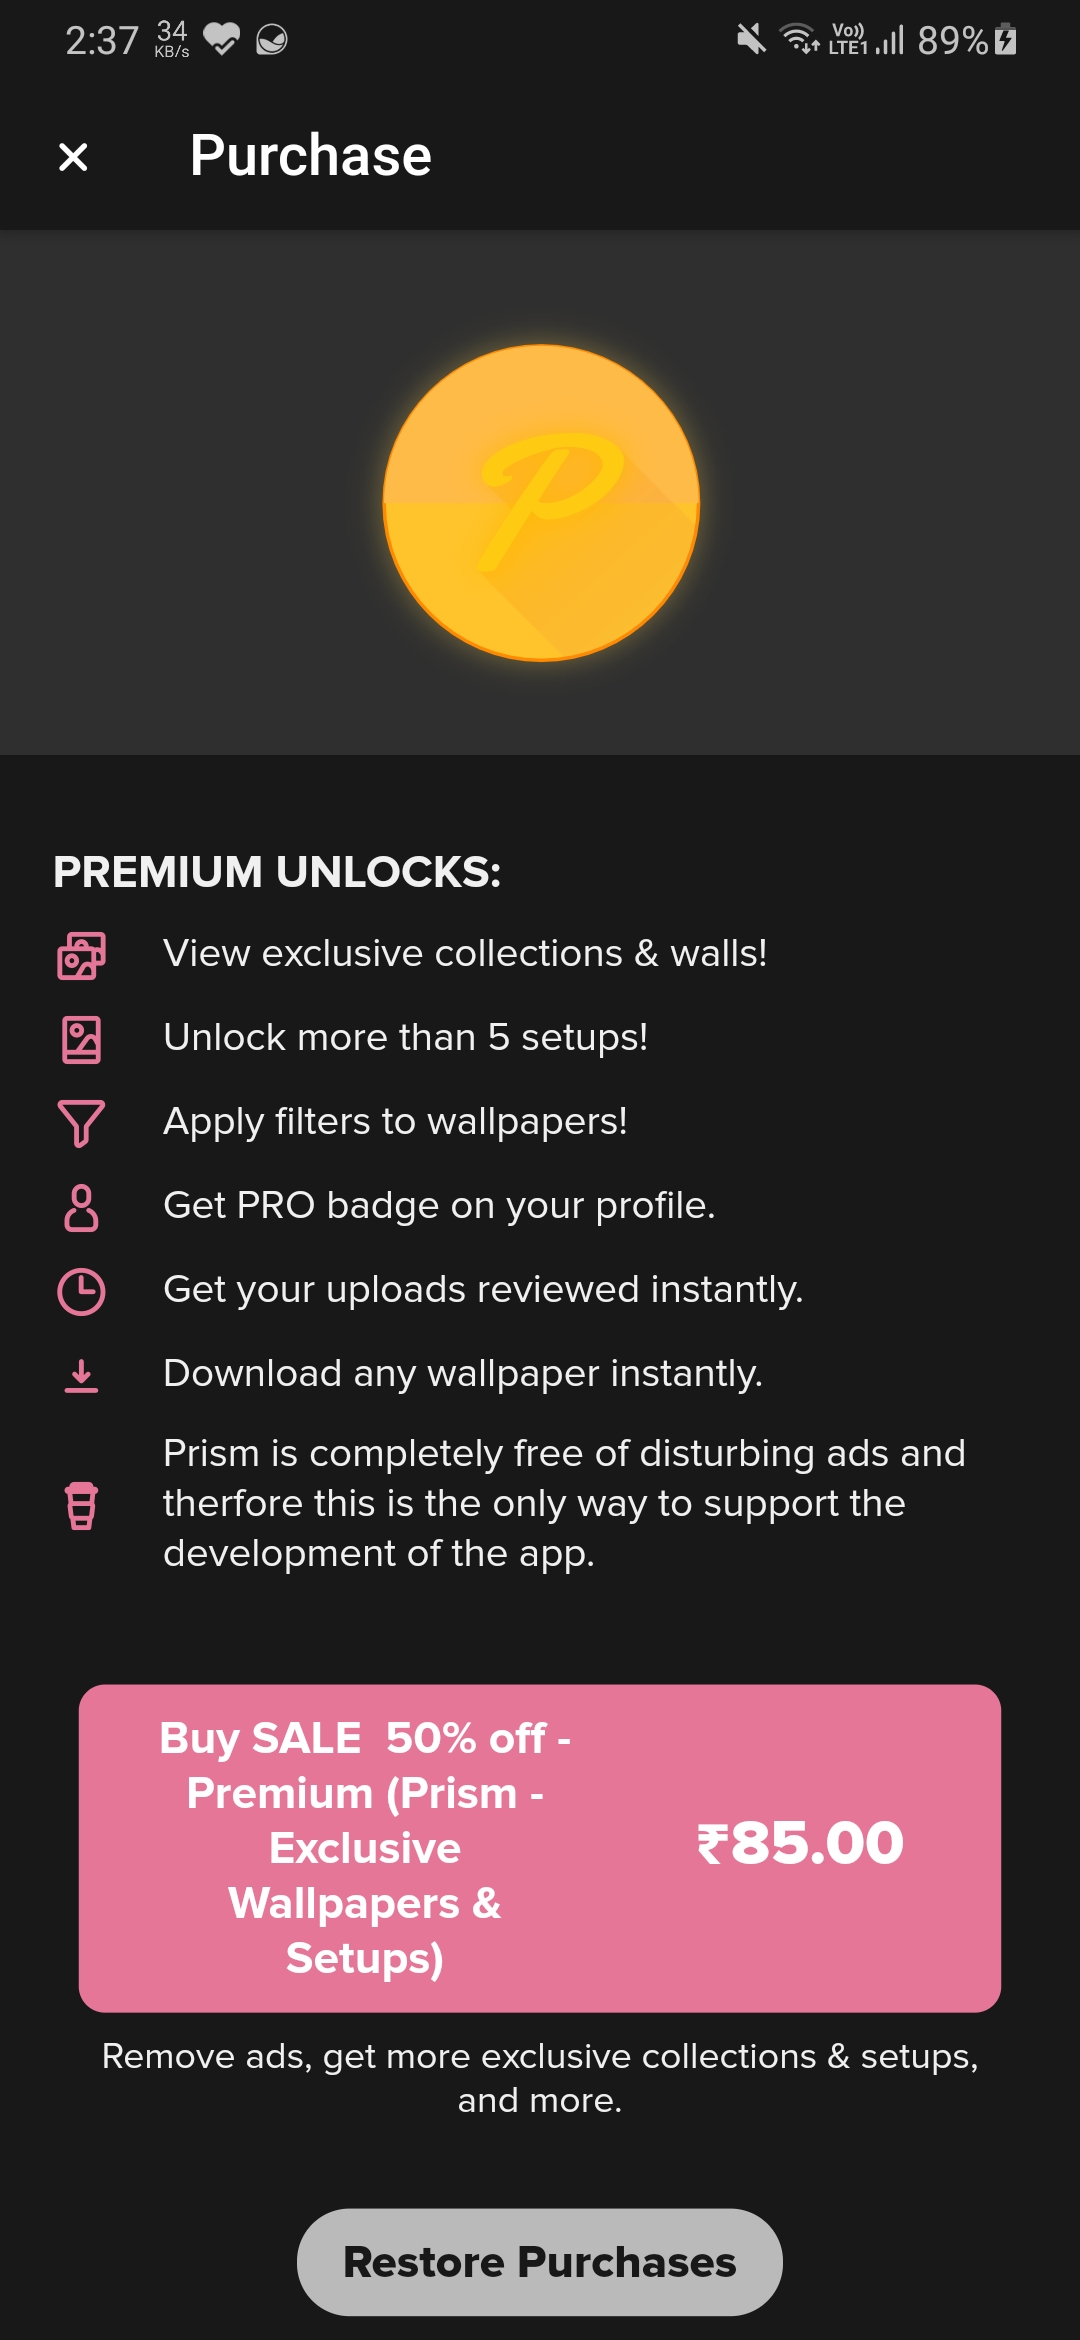 2:37 34 KB/s Vo)) LTE1 89%
Purchase
P
PREMIUM UNLOCKS:
View exclusive collections & walls!
Unlock more than 5 setups!
Apply filters to wallpapers!
Get PRO badge on your profile.
Get your uploads reviewed instantly.
Download any wallpaper instantly.
Prism is completely free of disturbing ads and
therfore this is the only way to support the
development of the app.
Buy SALE  50% off -
Premium (Prism -
Exclusive
Wallpapers &
Setups)
₹85.00
Remove ads, get more exclusive collections & setups,
and more.
Restore Purchases